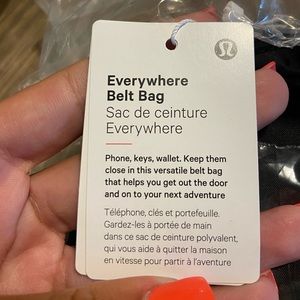 Everywhere
Belt Bag
Sac de ceinture
Everywhere
Phone, keys, wallet. Keep them
close in this versatile belt bag
that helps you get out the door
and on to your next adventure
Téléphone, clés et portefeuille.
Gardez-les à portée de main
dans ce sac de ceinture polyvalent,
qui vous aide à quitter la maison
en vitesse pour partir à l'aventure